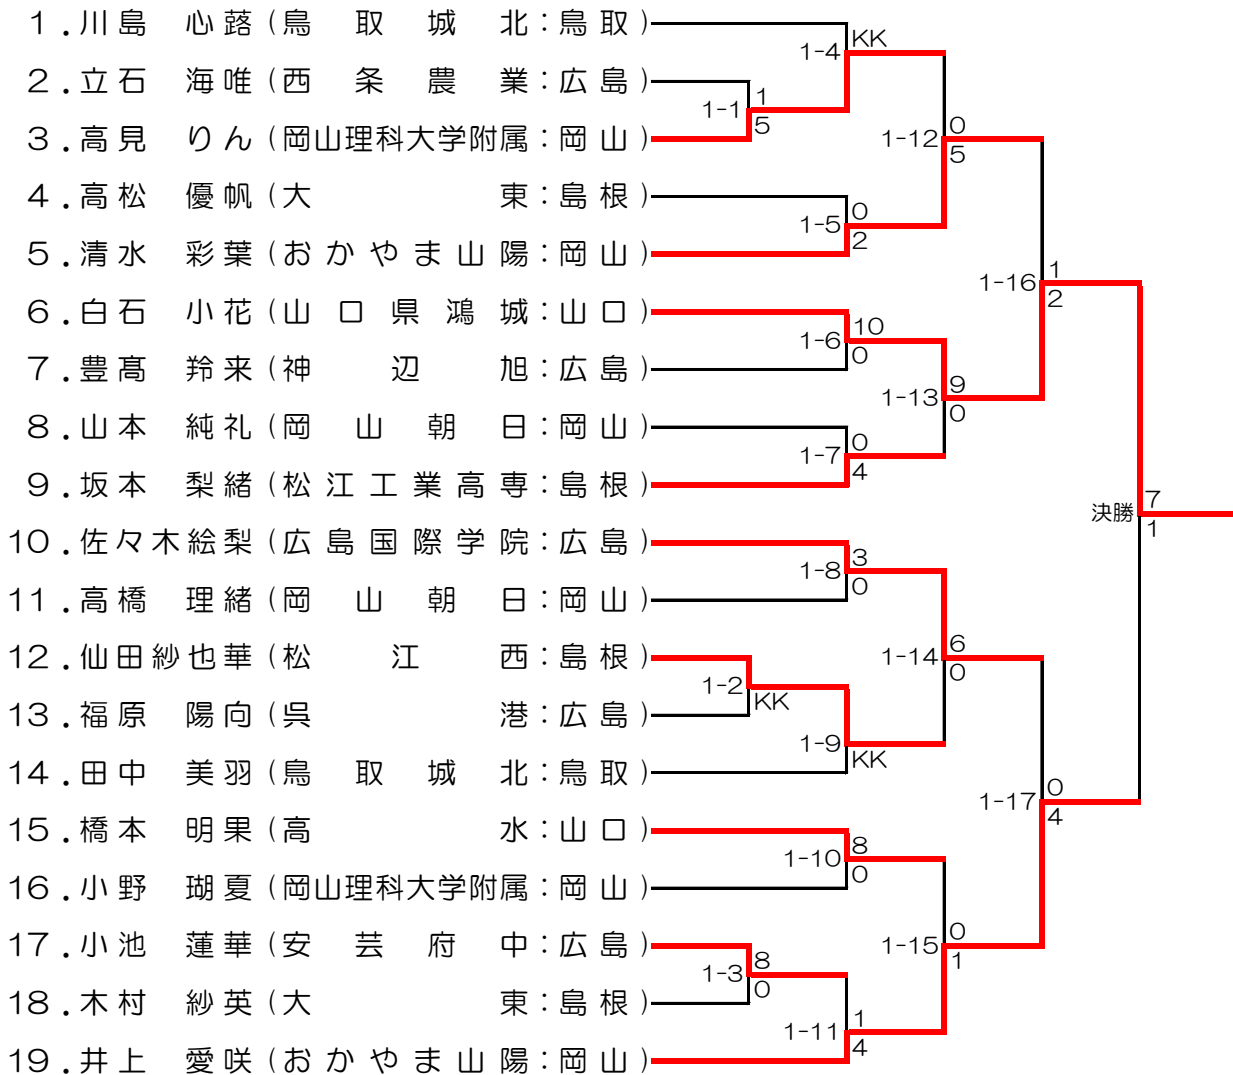 1.川島 心蕗(鳥取城北:鳥取)
KK
1-4
2.立石 海唯(西条農業:広島)
1
1-1
5
3.高見 りん(岡山理科大学附属:岡山)
0
1-12
5
4.高松 優帆(大東:島根)
0
1-5
2
5.清水 彩葉(おかやま山陽:岡山)
1
1-16
2
6.白石 小花(山口県鴻城:山口)
10
1-6
0
7.豊髙 羚来(神辺旭:広島)
9
1-13
0
8.山本 純礼(岡山朝日:岡山)
0
1-7
4
9.坂本 梨緒(松江工業高専:島根)
7
決勝
1
10.佐々木絵梨(広島国際学院:広島)
3
1-8
0
11.高橋 理緒(岡山朝日:岡山)
6
1-14
0
12.仙田紗也華(松江西:島根)
1-2
KK
13.福原 陽向(呉港:広島)
1-9
KK
14.田中 美羽(鳥取城北:鳥取)
0
1-17
4
15.橋本 明果(高水:山口)
8
1-10
0
16.小野 瑚夏(岡山理科大学附属:岡山)
0
1-15
1
17.小池 蓮華(安芸府中:広島)
8
1-3
0
18.木村 紗英(大東:島根)
1
1-11
4
19.井上 愛咲(おかやま山陽:岡山)